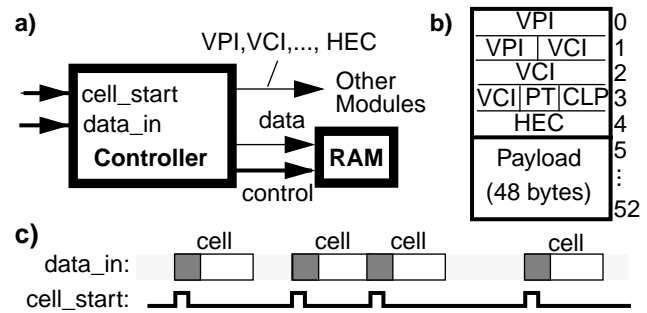 a)
VPI,VCI,..., HEC
cell_start
data_in
Controller
Other
Modules
data
RAM
control
b)
VPI 0
VPI VCI 1
VCI 2
VCI PT CLP 3
HEC 4
Payload 5
(48 bytes) ⋮
52
c)
cell cell cell cell
data_in:
cell_start: